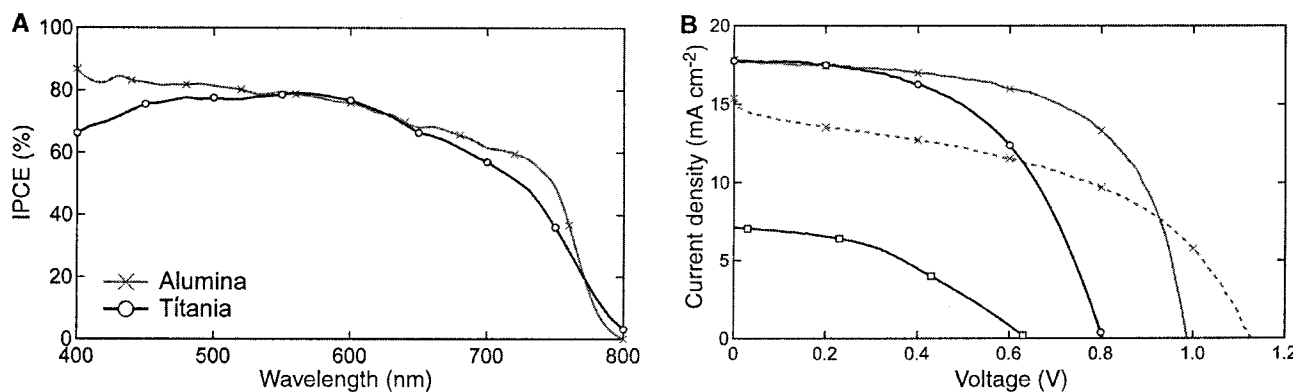 A
100
80
60
40
20
0
IPCE (%)
Alumina
Titania
400
500
600
700
800
Wavelength (nm)
B
20
15
10
5
0
Current density (mA cm⁻²)
0
0.2
0.4
0.6
0.8
1.0
1.2
Voltage (V)